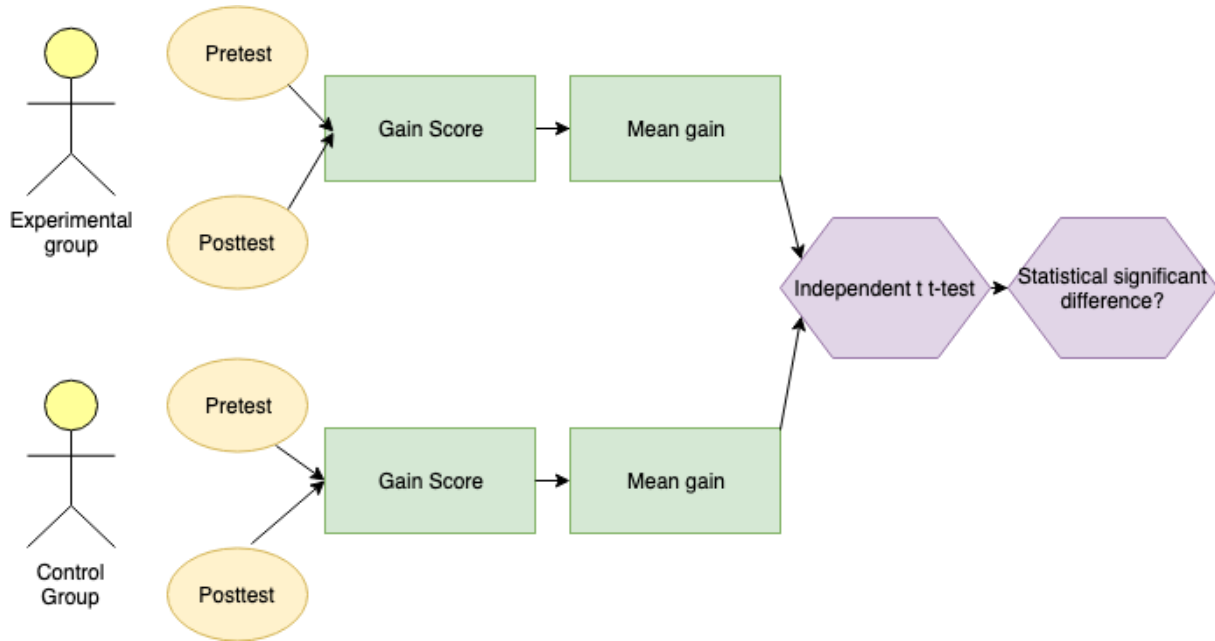 Pretest
Gain Score
Mean gain
Experimental
group
Posttest
Independent t t-test
Statistical significant
difference?
Pretest
Gain Score
Mean gain
Control
Group
Posttest